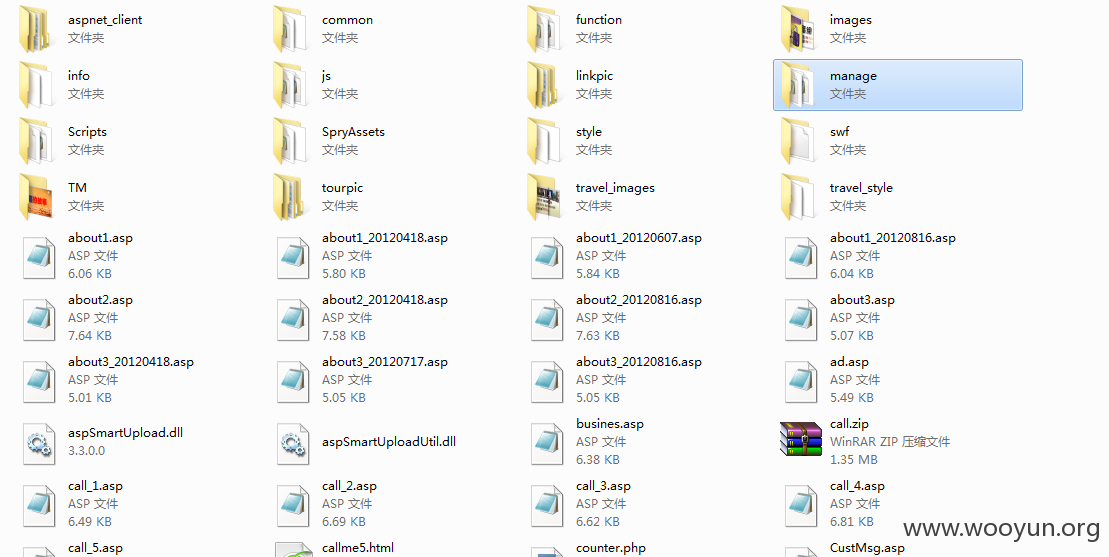 aspnet_client
文件夹
common
文件夹
function
文件夹
images
文件夹
info
文件夹
js
文件夹
linkpic
文件夹
manage
文件夹
Scripts
文件夹
SpryAssets
文件夹
style
文件夹
swf
文件夹
TM
文件夹
tourpic
文件夹
travel_images
文件夹
travel_style
文件夹
about1.asp
ASP 文件
6.06 KB
about1_20120418.asp
ASP 文件
5.80 KB
about1_20120607.asp
ASP 文件
5.84 KB
about1_20120816.asp
ASP 文件
6.04 KB
about2.asp
ASP 文件
7.64 KB
about2_20120418.asp
ASP 文件
7.58 KB
about2_20120816.asp
ASP 文件
7.63 KB
about3.asp
ASP 文件
5.07 KB
about3_20120418.asp
ASP 文件
5.01 KB
about3_20120717.asp
ASP 文件
5.05 KB
about3_20120816.asp
ASP 文件
5.05 KB
ad.asp
ASP 文件
5.49 KB
aspSmartUpload.dll
3.3.0.0
aspSmartUploadUtil.dll
busines.asp
ASP 文件
6.38 KB
call.zip
WinRAR ZIP 压缩文件
1.35 MB
call_1.asp
ASP 文件
6.49 KB
call_2.asp
ASP 文件
6.69 KB
call_3.asp
ASP 文件
6.62 KB
call_4.asp
ASP 文件
6.81 KB
call_5.asp
callme5.html
counter.php
CustMsg.asp
www.wooyun.org